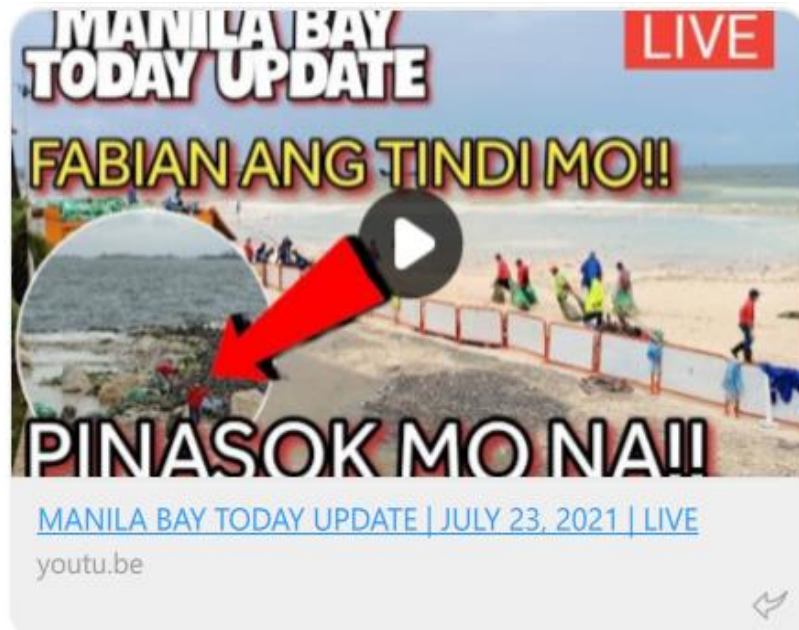 MANILA BAY
TODAY UPDATE
LIVE
FABIAN ANG TINDI MO!!
PINASOK MO NA!!
MANILA BAY TODAY UPDATE | JULY 23, 2021 | LIVE
youtu.be